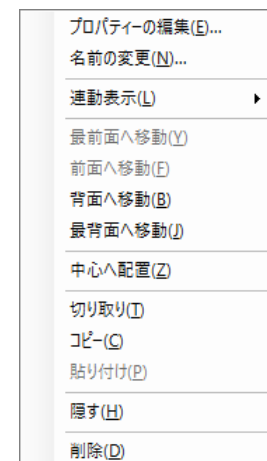 プロパティーの編集(E)...
名前の変更(N)...
連動表示(L)
最前面へ移動(Y)
前面へ移動(F)
背面へ移動(B)
最背面へ移動(J)
中心へ配置(Z)
切り取り(T)
コピー(C)
貼り付け(P)
隠す(H)
削除(D)